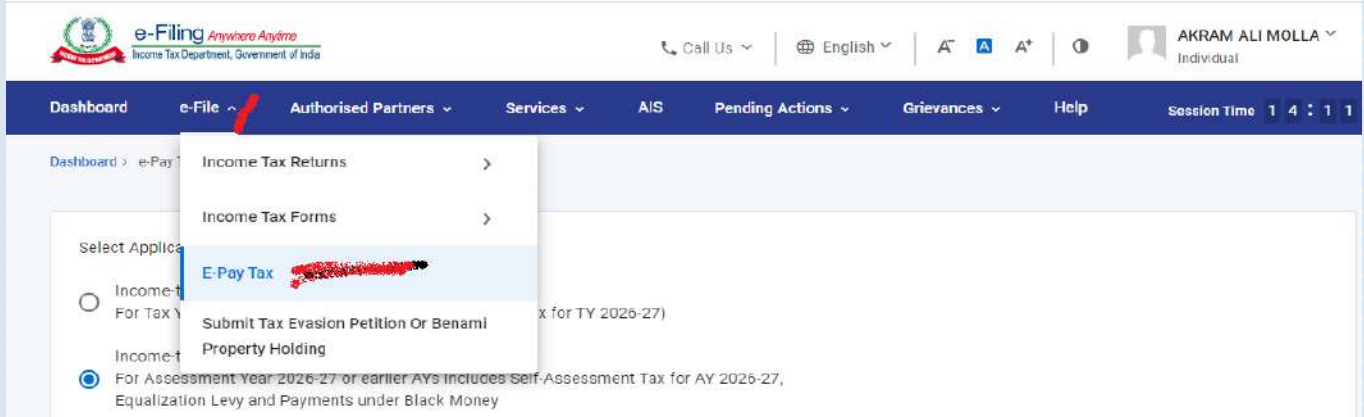 e-Filing Anywhere Anytime
Income Tax Department, Government of India
Call Us
English
A- A A+
AKRAM ALI MOLLA
Individual
Dashboard e-File Authorised Partners Services AIS Pending Actions Grievances Help Session Time 1 4 : 1 1
Dashboard > e-Pay
Income Tax Returns >
Income Tax Forms >
Select Applica
E-Pay Tax
Income-t
For Tax Y x for TY 2026-27)
Submit Tax Evasion Petition Or Benami
Property Holding
Income-t
For Assessment Year 2026-27 or earlier AYs includes Self-Assessment Tax for AY 2026-27,
Equalization Levy and Payments under Black Money